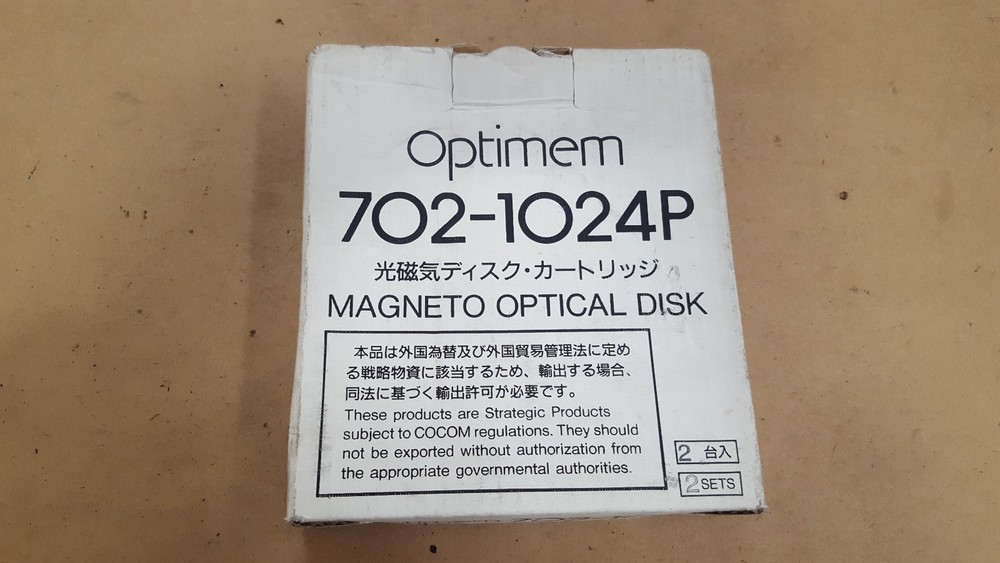 Optimem
702-1024P
光磁気ディスク・カートリッジ
MAGNETO OPTICAL DISK
本品は外国為替及び外国貿易管理法に定め
る戦略物資に該当するため、輸出する場合、
同法に基づく輸出許可が必要です。
These products are Strategic Products
subject to COCOM regulations. They should
not be exported without authorization from
the appropriate governmental authorities.
2 台入
2 SETS